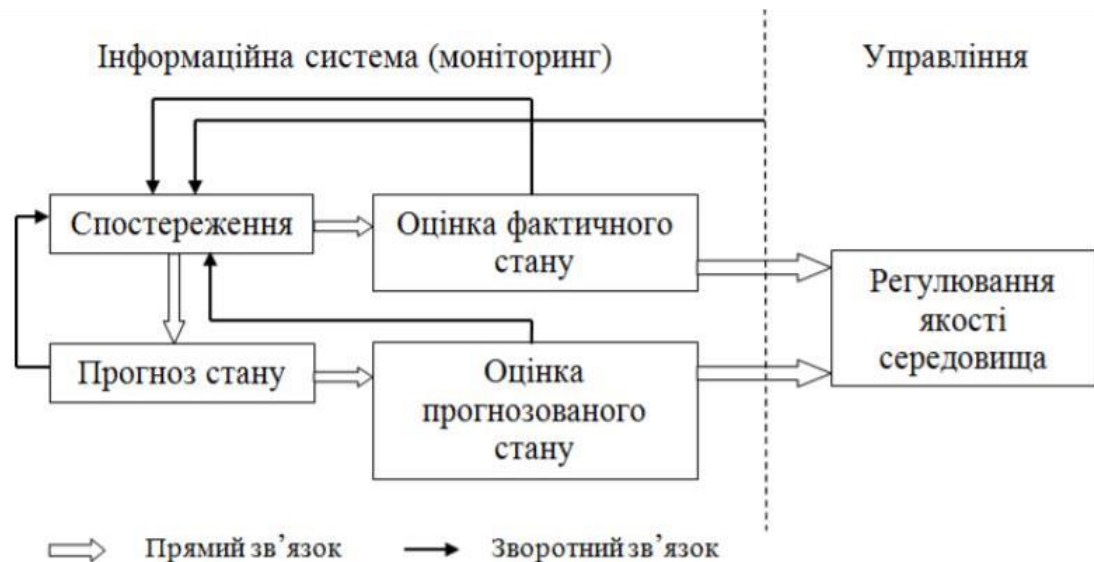 Інформаційна система (моніторинг)
Управління
Спостереження
Оцінка фактичного
стану
Регулювання
якості
середовища
Прогноз стану
Оцінка
прогнозованого
стану
Прямий зв’язок
Зворотний зв’язок